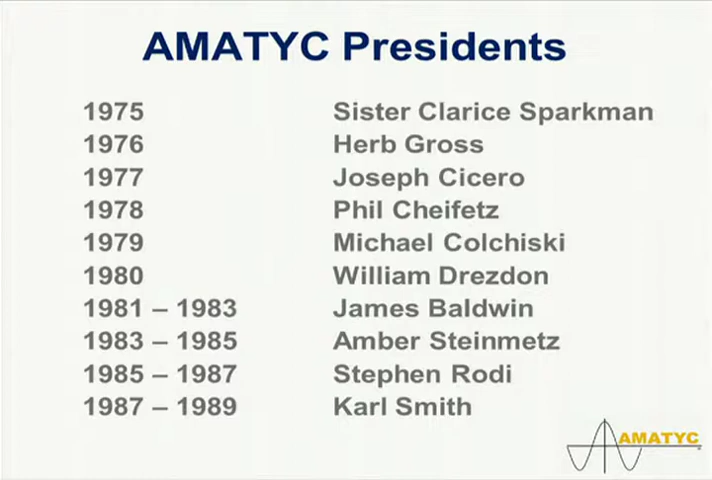 AMATYC Presidents
1975 Sister Clarice Sparkman
1976 Herb Gross
1977 Joseph Cicero
1978 Phil Cheifetz
1979 Michael Colchiski
1980 William Drezdon
1981 – 1983 James Baldwin
1983 – 1985 Amber Steinmetz
1985 – 1987 Stephen Rodi
1987 – 1989 Karl Smith
AMATYC